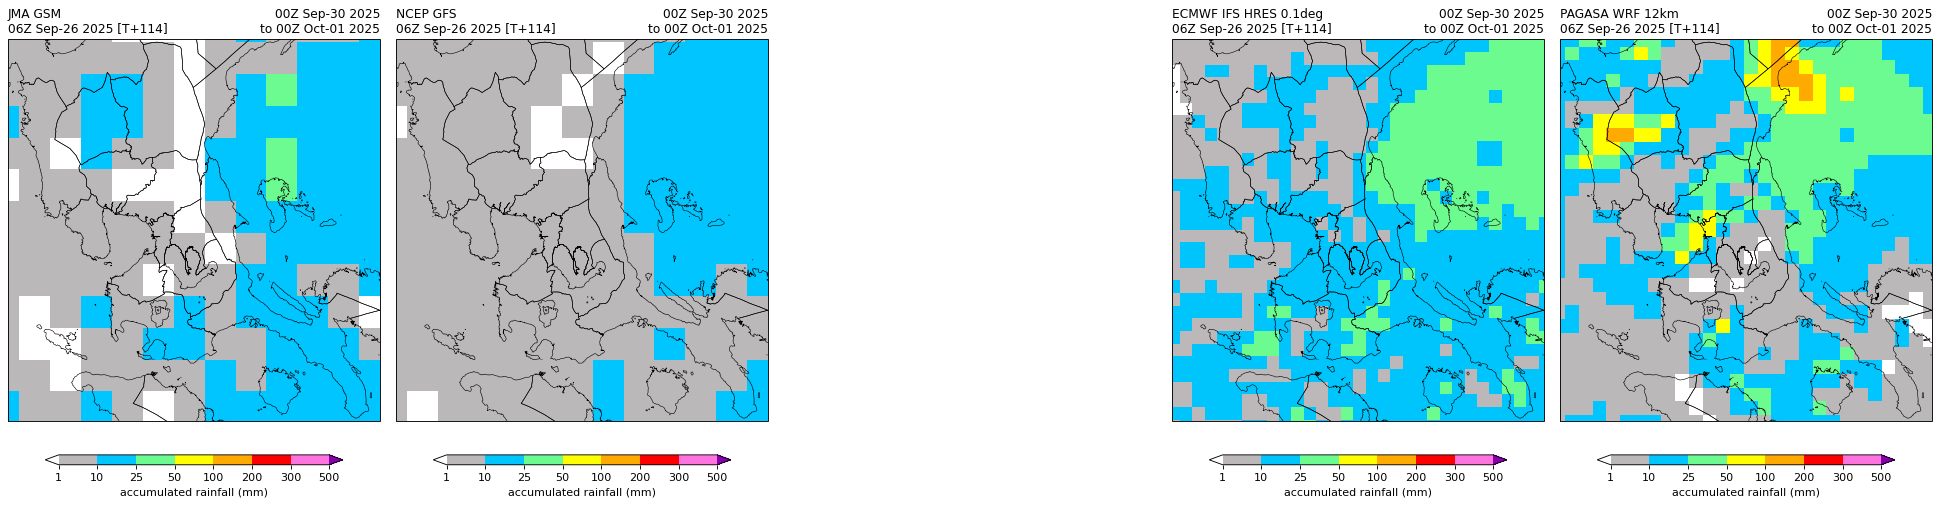 JMA GSM 00Z Sep-30 2025
06Z Sep-26 2025 [T+114] to 00Z Oct-01 2025
1 10 25 50 100 200 300 500
accumulated rainfall (mm)
NCEP GFS 00Z Sep-30 2025
06Z Sep-26 2025 [T+114] to 00Z Oct-01 2025
1 10 25 50 100 200 300 500
accumulated rainfall (mm)
ECMWF IFS HRES 0.1deg 00Z Sep-30 2025
06Z Sep-26 2025 [T+114] to 00Z Oct-01 2025
1 10 25 50 100 200 300 500
accumulated rainfall (mm)
PAGASA WRF 12km 00Z Sep-30 2025
06Z Sep-26 2025 [T+114] to 00Z Oct-01 2025
1 10 25 50 100 200 300 500
accumulated rainfall (mm)